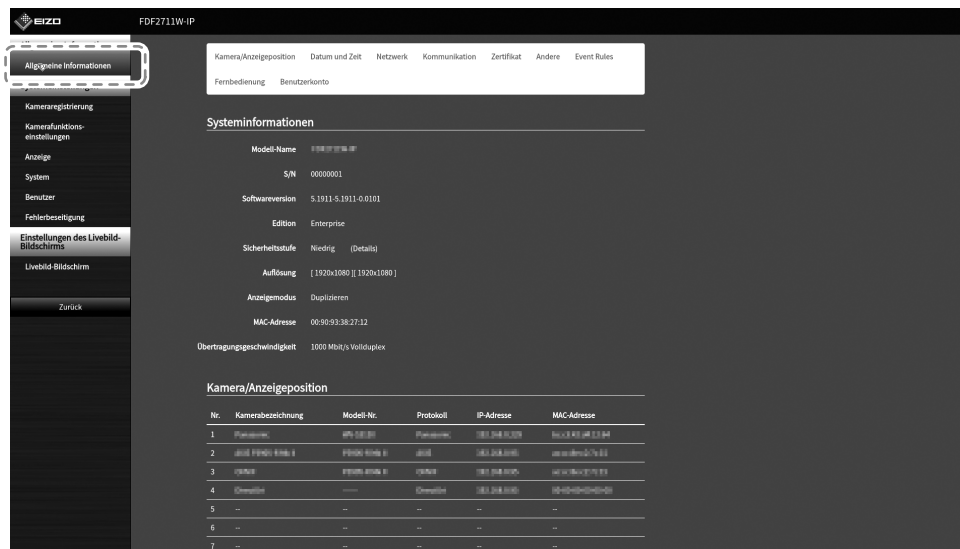 EIZO
FDF2711W-IP
Allgemeine Informationen
Kameraregistrierung
Kamerafunktions-
einstellungen
Anzeige
System
Benutzer
Fehlerbeseitigung
Einstellungen des Livebild-
Bildschirms
Livebild-Bildschirm
Zurück
Kamera/Anzeigeposition Datum und Zeit Netzwerk Kommunikation Zertifikat Andere Event Rules
Fernbedienung Benutzerkonto
Systeminformationen
Modell-Name
S/N 00000001
Softwareversion 5.1911-5.1911-0.0101
Edition Enterprise
Sicherheitsstufe Niedrig (Details)
Auflösung [ 1920x1080 ][ 1920x1080 ]
Anzeigemodus Duplizieren
MAC-Adresse 00:90:93:38:27:12
Übertragungsgeschwindigkeit 1000 Mbit/s Vollduplex
Kamera/Anzeigeposition
Nr. Kamerabezeichnung Modell-Nr. Protokoll IP-Adresse MAC-Adresse
1
2
3
4
5 -- -- -- -- --
6 -- -- -- -- --
7 -- -- -- -- --